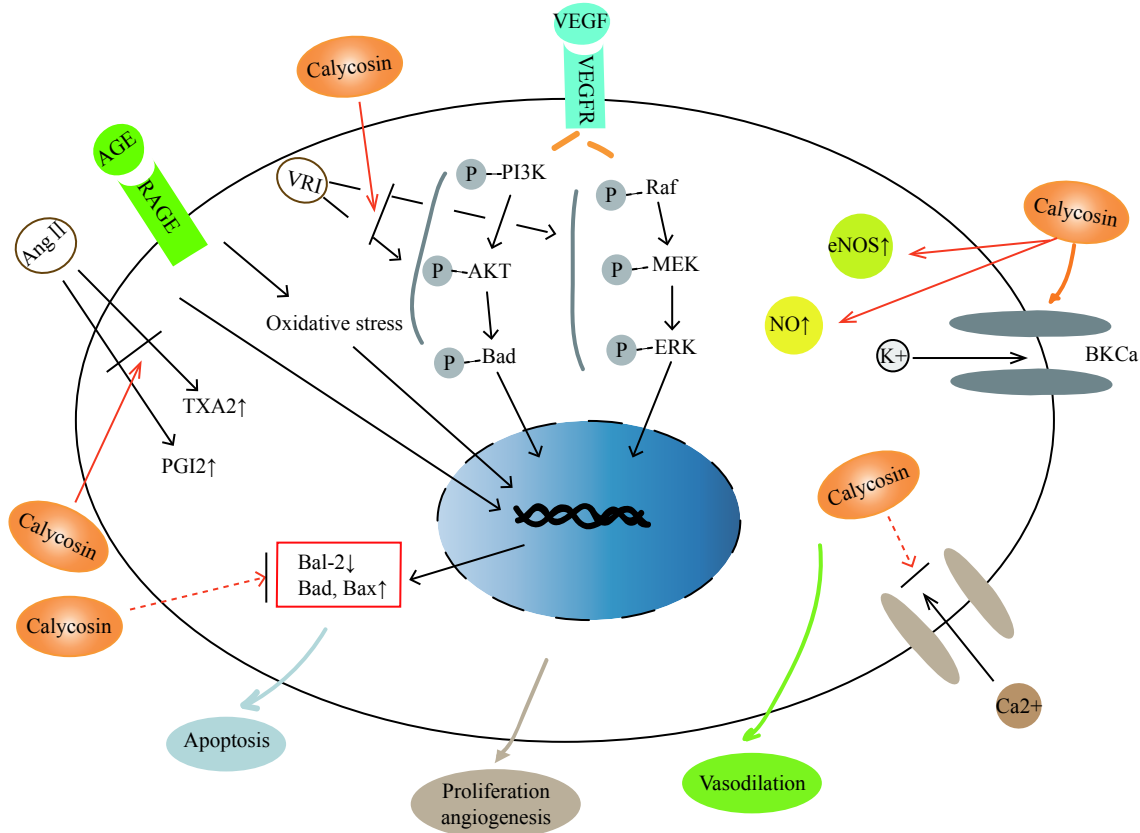 VEGF
VEGFR
Calycosin
AGE
RAGE
VRI
P
PI3K
P
Raf
Ang II
Calycosin
eNOS↑
P
AKT
P
MEK
NO↑
Oxidative stress
P
Bad
P
ERK
K+
BKCa
TXA2↑
PGI2↑
Calycosin
Calycosin
Bal-2↓
Bad, Bax↑
Calycosin
Ca2+
Apoptosis
Vasodilation
Proliferation
angiogenesis